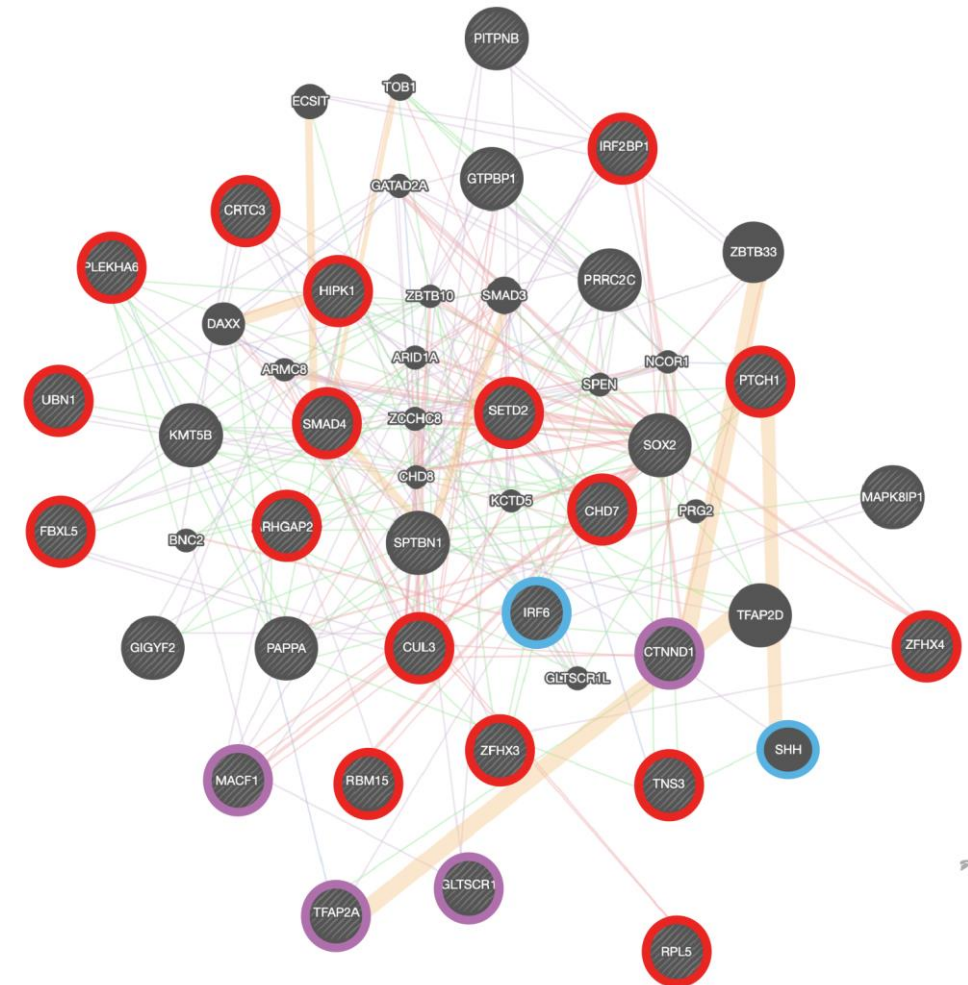 PITPNB
ECSIT
TOB1
IRF2BP1
GATAD2A
GTPBP1
CRTC3
ZBTB33
PLEKHA6
HIPK1
ZBTB10
SMAD3
PRRC2C
DAXX
ARID1A
ARMC8
NCOR1
SPEN
PTCH1
UBN1
SMAD4
ZCCHC8
SETD2
KMT5B
SOX2
CHD8
MAPK8IP1
KCTD5
CHD7
PRG2
FBXL5
BNC2
ARHGAP2
SPTBN1
IRF6
TFAP2D
GIGYF2
PAPPA
CUL3
CTNND1
ZFHX4
GLTSCR1L
ZFHX3
SHH
MACF1
RBM15
TNS3
GLTSCR1
TFAP2A
RPL5